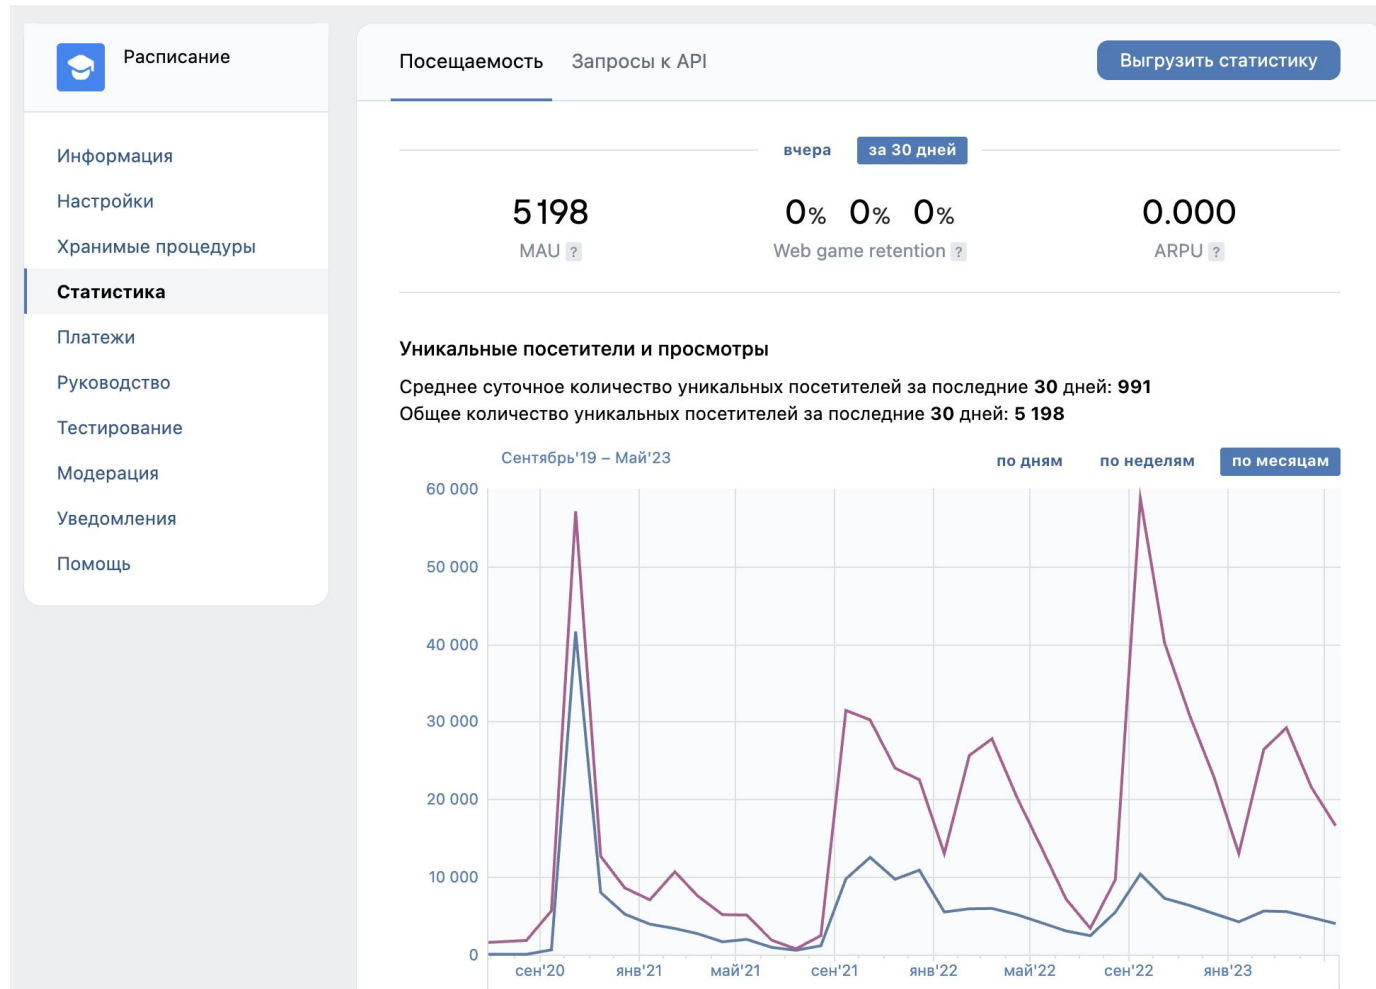 Расписание
Информация
Настройки
Хранимые процедуры
Статистика
Платежи
Руководство
Тестирование
Модерация
Уведомления
Помощь
Посещаемость Запросы к API Выгрузить статистику
вчера за 30 дней
5 198 0% 0% 0% 0.000
MAU ? Web game retention ? ARPU ?
Уникальные посетители и просмотры
Среднее суточное количество уникальных посетителей за последние 30 дней: 991
Общее количество уникальных посетителей за последние 30 дней: 5 198
Сентябрь'19 – Май'23 по дням по неделям по месяцам
60 000
50 000
40 000
30 000
20 000
10 000
0
сен'20 янв'21 май'21 сен'21 янв'22 май'22 сен'22 янв'23